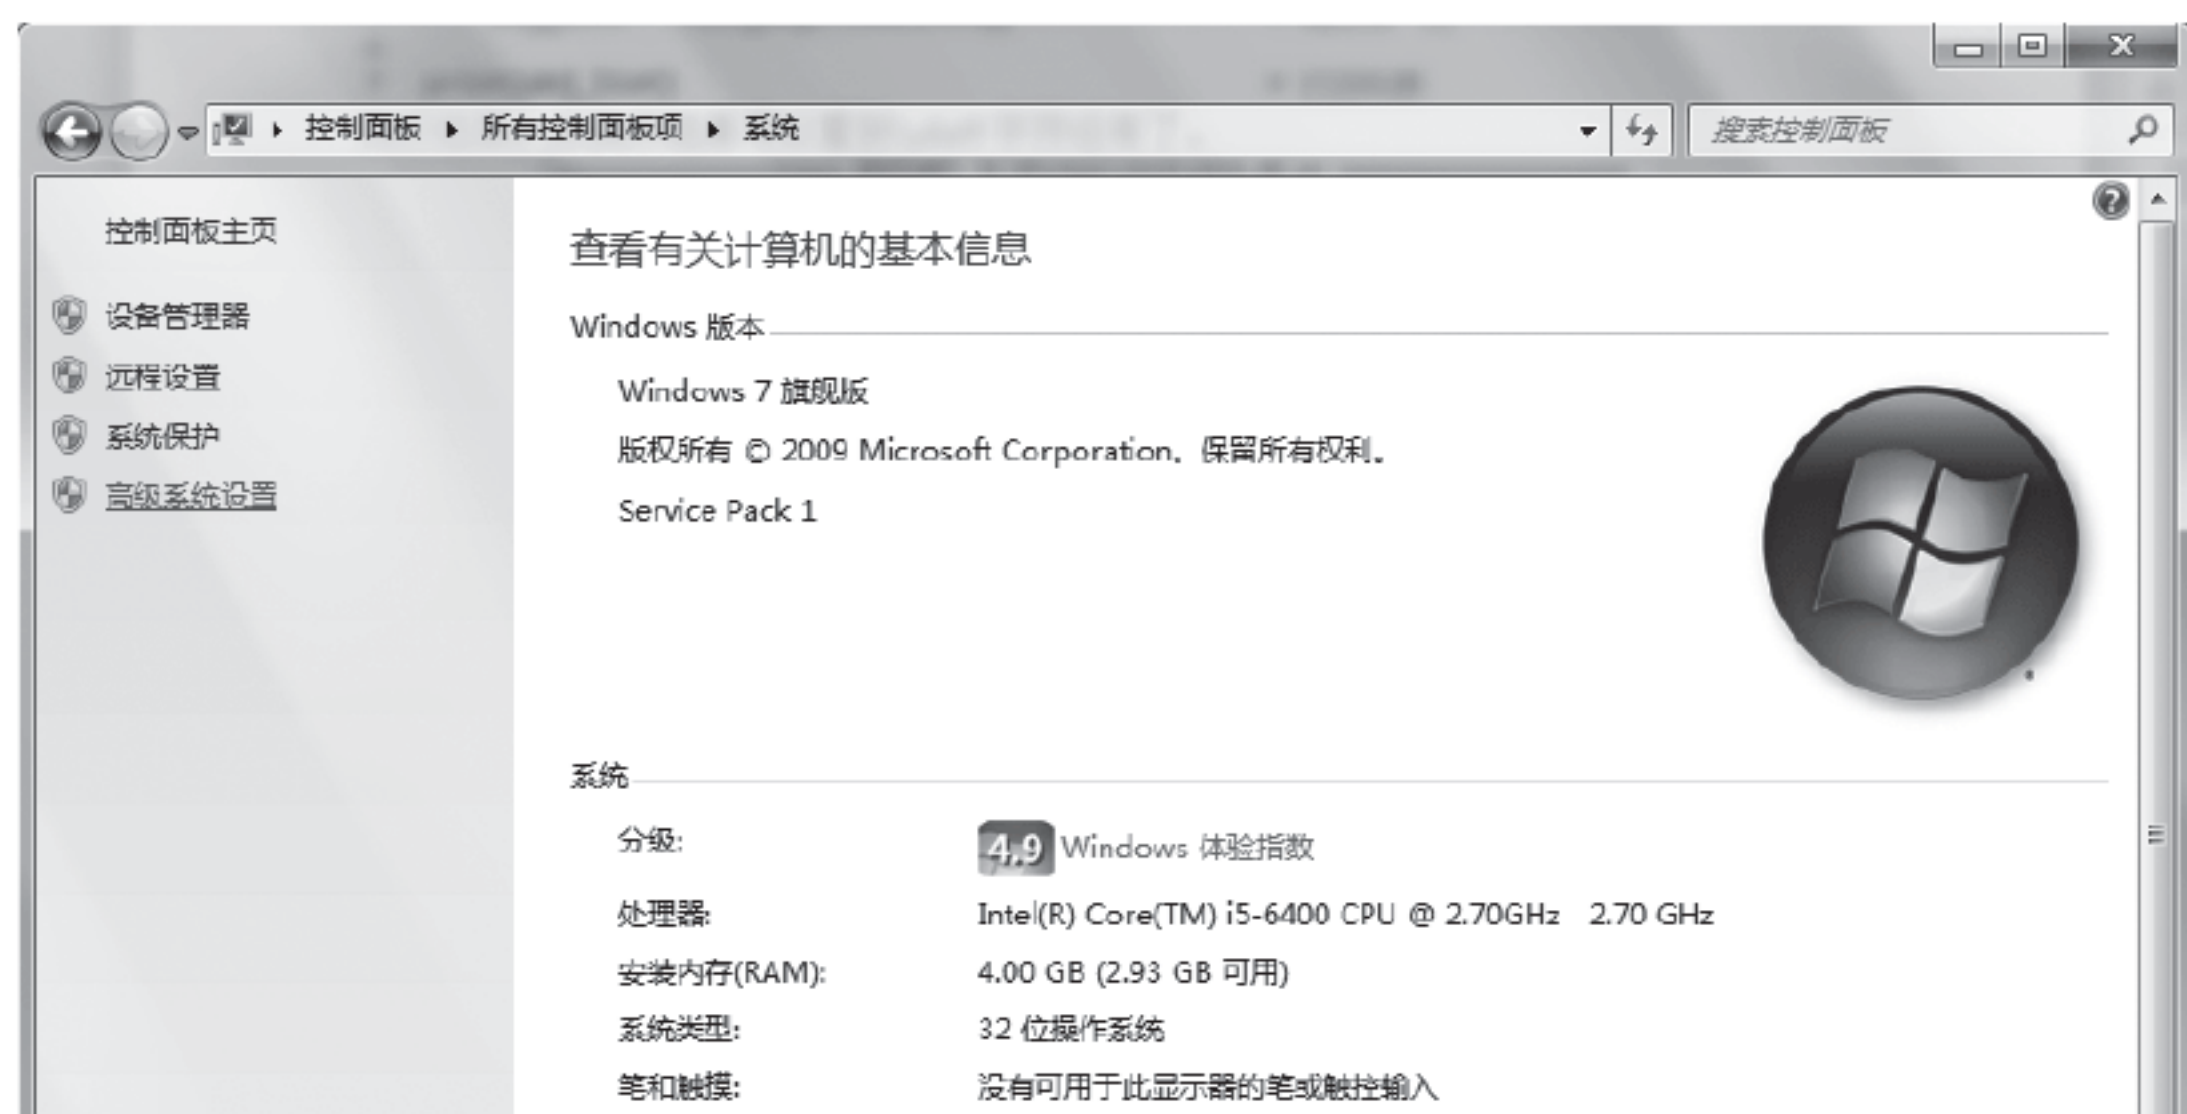 控制面板 ▸ 所有控制面板项 ▸ 系统
搜索控制面板
控制面板主页
设备管理器
远程设置
系统保护
高级系统设置
查看有关计算机的基本信息
Windows 版本
Windows 7 旗舰版
版权所有 © 2009 Microsoft Corporation。保留所有权利。
Service Pack 1
系统
分级:
4.9 Windows 体验指数
处理器:
Intel(R) Core(TM) i5-6400 CPU @ 2.70GHz 2.70 GHz
安装内存(RAM):
4.00 GB (2.93 GB 可用)
系统类型:
32 位操作系统
笔和触摸:
没有可用于此显示器的笔或触控输入